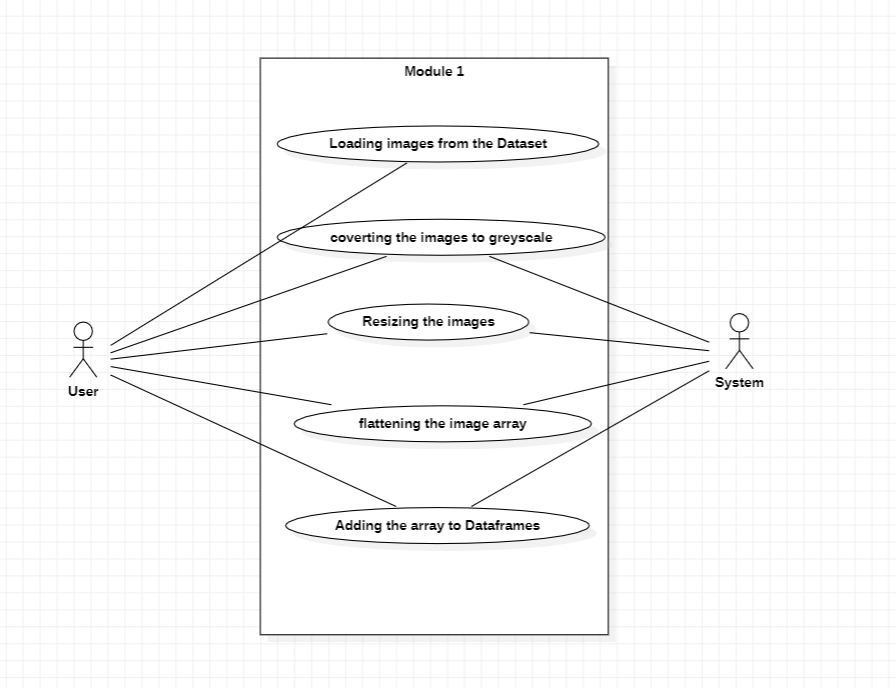 Module 1
Loading images from the Dataset
coverting the images to greyscale
Resizing the images
User
System
flattening the image array
Adding the array to Dataframes